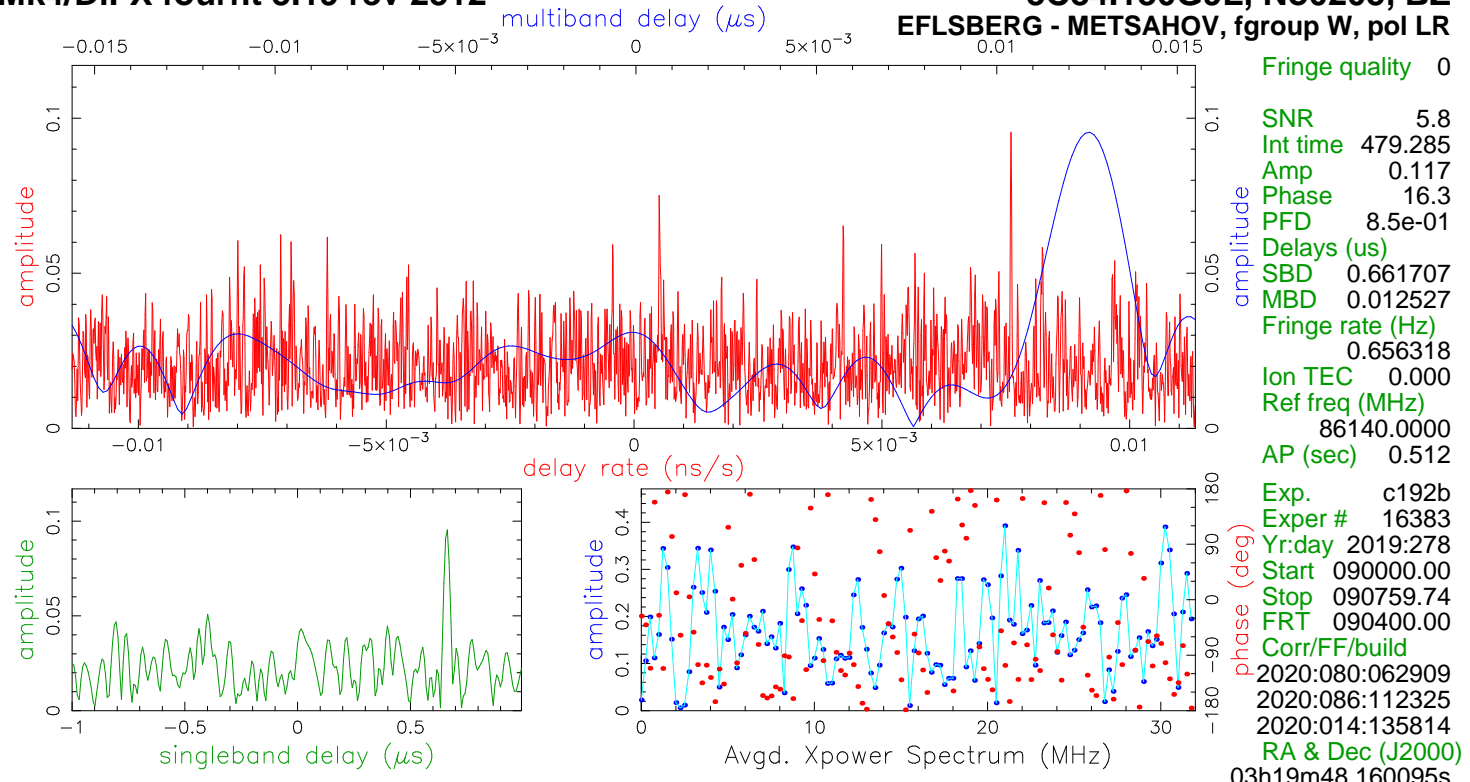 multiband delay (μs)
EFLSBERG - METSAHOV, fgroup W, pol LR
−0.015 −0.01 −5×10⁻³ 0 5×10⁻³ 0.01 0.015
amplitude
0 0.05 0.1
amplitude
0 0.05 0.1
−0.01 −5×10⁻³ 0 5×10⁻³ 0.01
delay rate (ns/s)
Fringe quality 0
SNR 5.8
Int time 479.285
Amp 0.117
Phase 16.3
PFD 8.5e-01
Delays (us)
SBD 0.661707
MBD 0.012527
Fringe rate (Hz)
0.656318
Ion TEC 0.000
Ref freq (MHz)
86140.0000
AP (sec) 0.512
Exp. c192b
Exper # 16383
Yr:day 2019:278
Start 090000.00
Stop 090759.74
FRT 090400.00
Corr/FF/build
2020:080:062909
2020:086:112325
2020:014:135814
RA & Dec (J2000)
03h19m48.160095s
amplitude
0 0.05 0.1
−1 −0.5 0 0.5
singleband delay (μs)
amplitude
0 0.1 0.2 0.3 0.4
phase (deg)
−180 −90 0 90 180
0 10 20 30
Avgd. Xpower Spectrum (MHz)